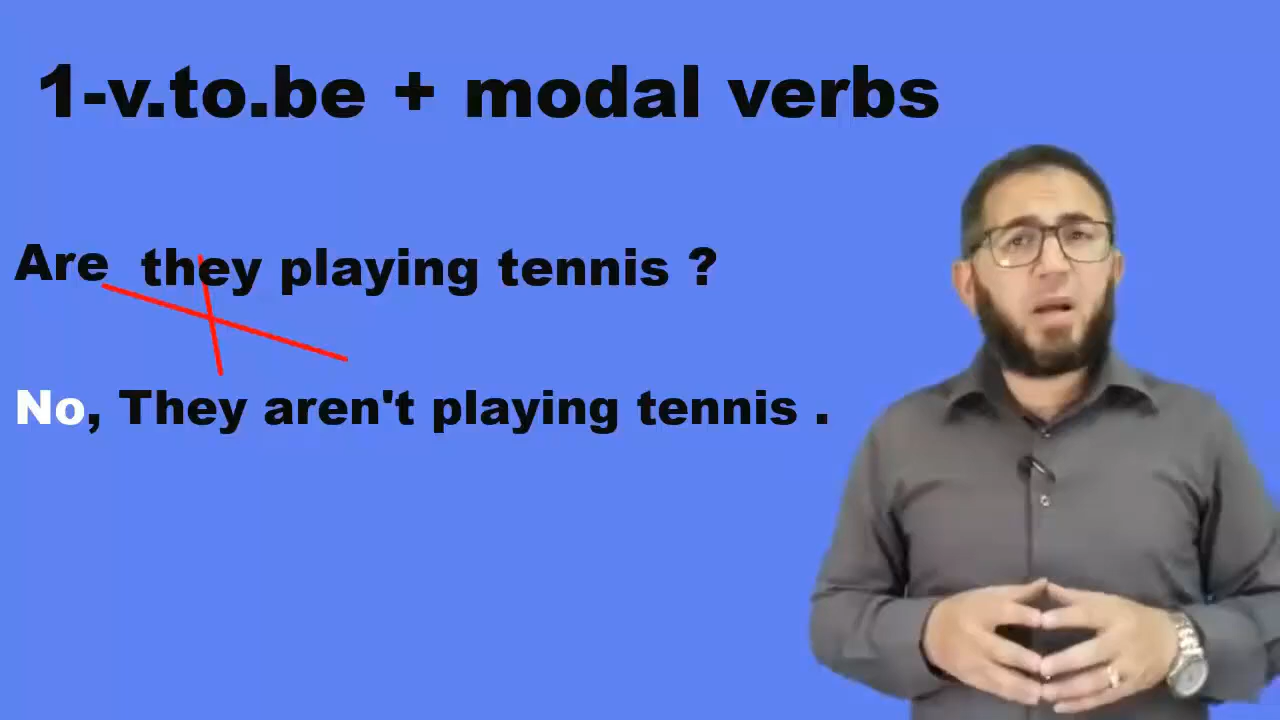 1-v.to.be + modal verbs
Are they playing tennis ?
No, They aren't playing tennis .